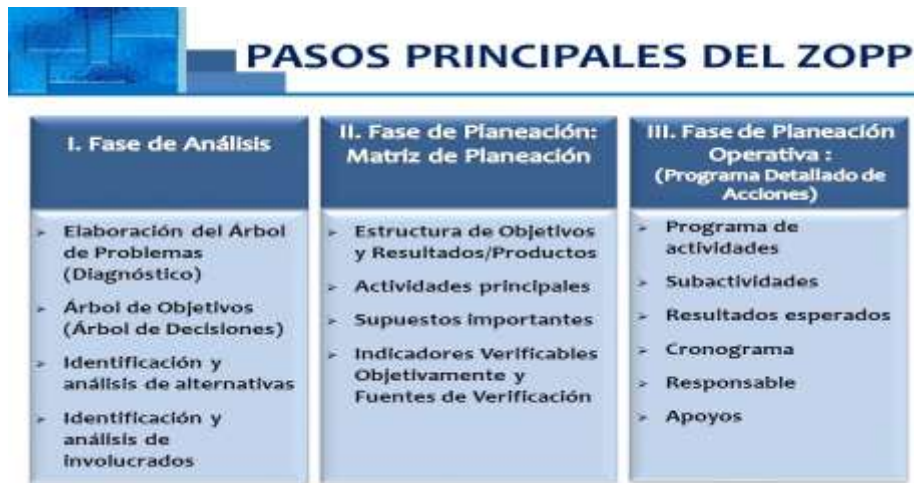 PASOS PRINCIPALES DEL ZOPP
I. Fase de Análisis
Elaboración del Árbol
de Problemas
(Diagnóstico)
Árbol de Objetivos
(Árbol de Decisiones)
Identificación y
análisis de alternativas
Identificación y
análisis de
involucrados
II. Fase de Planeación:
Matriz de Planeación
Estructura de Objetivos
y Resultados/Productos
Actividades principales
Supuestos importantes
Indicadores Verificables
Objetivamente y
Fuentes de Verificación
III. Fase de Planeación
Operativa :
(Programa Detallado de
Acciones)
Programa de
actividades
Subactividades
Resultados esperados
Cronograma
Responsable
Apoyos